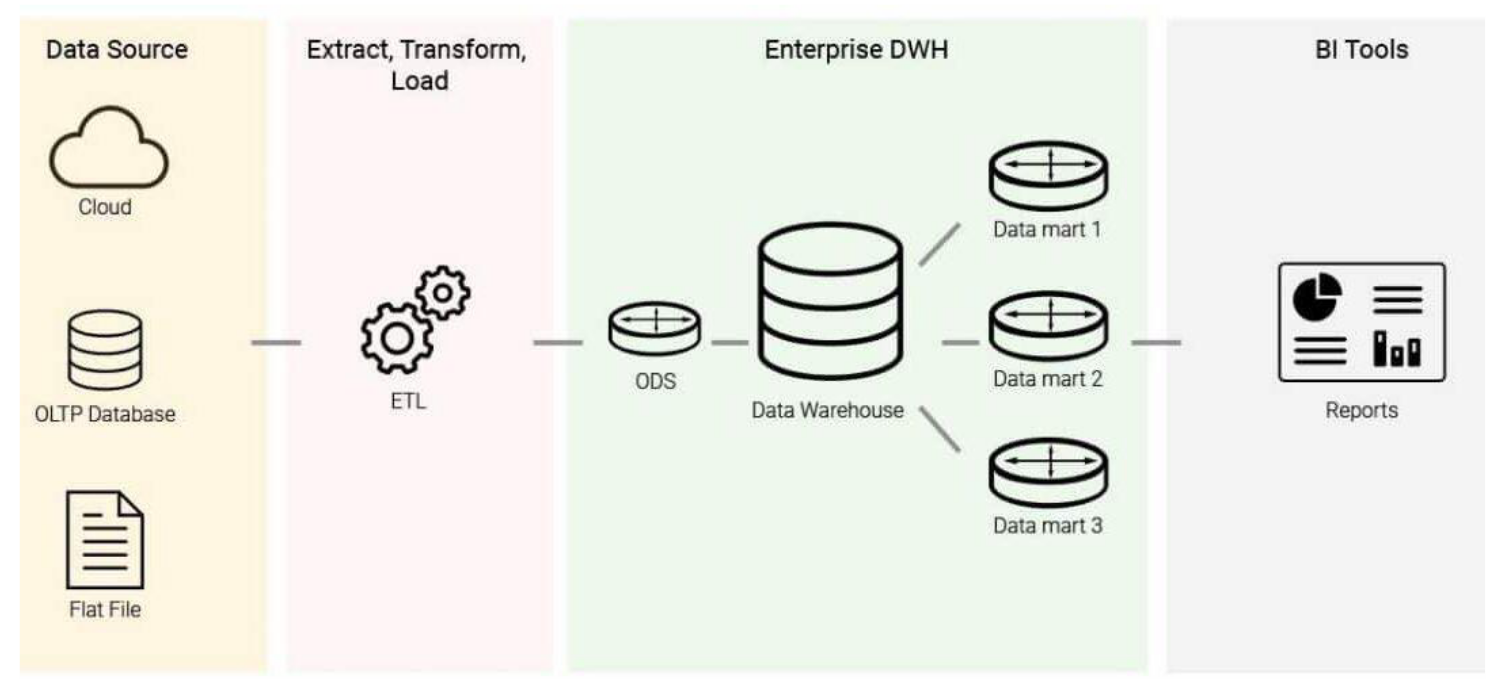 Data Source
Cloud
OLTP Database
Flat File
Extract, Transform,
Load
ETL
Enterprise DWH
ODS
Data Warehouse
Data mart 1
Data mart 2
Data mart 3
BI Tools
Reports